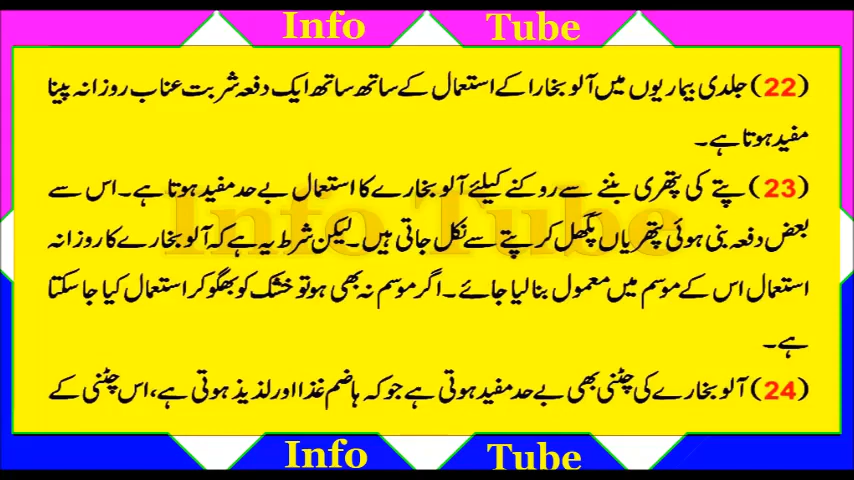 Info Tube
(22) جلدی بیماریوں میں آلو بخارا کے استعمال کے ساتھ ساتھ ایک دفعہ شربت عناب روزانہ پینا
مفید ہوتا ہے۔
(23) پتے کی پتھری بننے سے روکنے کیلئے آلو بخارے کا استعمال بے حد مفید ہوتا ہے۔ اس سے
بعض دفعہ بنی ہوئی پتھریاں پگھل کر پتے سے نکل جاتی ہیں۔ لیکن شرط یہ ہے کہ آلو بخارے کا روزانہ
Info Tube
استعمال اس کے موسم میں معمول بنا لیا جائے۔ اگر موسم نہ بھی ہو تو خشک کو بھگو کر استعمال کیا جا سکتا
ہے۔
(24) آلو بخارے کی چٹنی بھی بے حد مفید ہوتی ہے جو کہ ہاضم غذا اور لذیذ ہوتی ہے، اس چٹنی کے
Info Tube